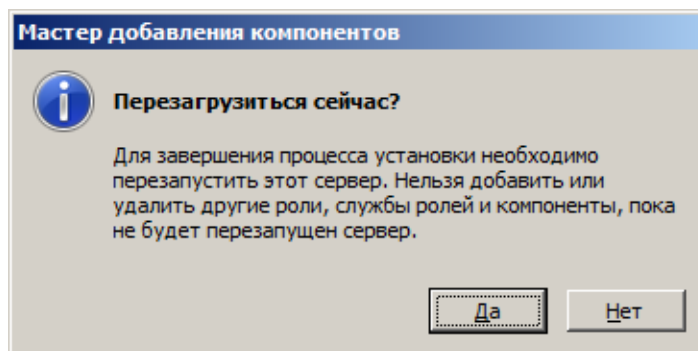 Мастер добавления компонентов
Перезагрузиться сейчас?
Для завершения процесса установки необходимо
перезапустить этот сервер. Нельзя добавить или
удалить другие роли, службы ролей и компоненты, пока
не будет перезапущен сервер.
Да
Нет